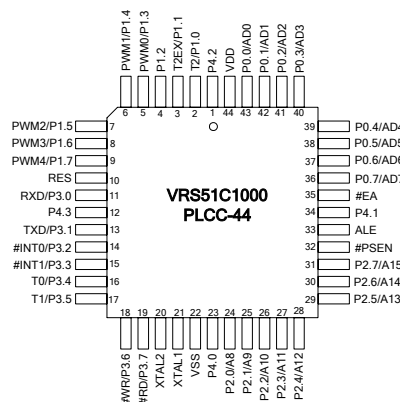 PWM1/P1.4
PWM0/P1.3
P1.2
T2EX/P1.1
T2/P1.0
P4.2
VDD
P0.0/AD0
P0.1/AD1
P0.2/AD2
P0.3/AD3
6 5 4 3 2 1 44 43 42 41 40
PWM2/P1.5 7
PWM3/P1.6 8
PWM4/P1.7 9
RES 10
RXD/P3.0 11
P4.3 12
TXD/P3.1 13
#INT0/P3.2 14
#INT1/P3.3 15
T0/P3.4 16
T1/P3.5 17
VRS51C1000
PLCC-44
39 P0.4/AD4
38 P0.5/AD5
37 P0.6/AD6
36 P0.7/AD7
35 #EA
34 P4.1
33 ALE
32 #PSEN
31 P2.7/A15
30 P2.6/A14
29 P2.5/A13
18 19 20 21 22 23 24 25 26 27 28
#WR/P3.6
#RD/P3.7
XTAL2
XTAL1
VSS
P4.0
P2.0/A8
P2.1/A9
P2.2/A10
P2.3/A11
P2.4/A12